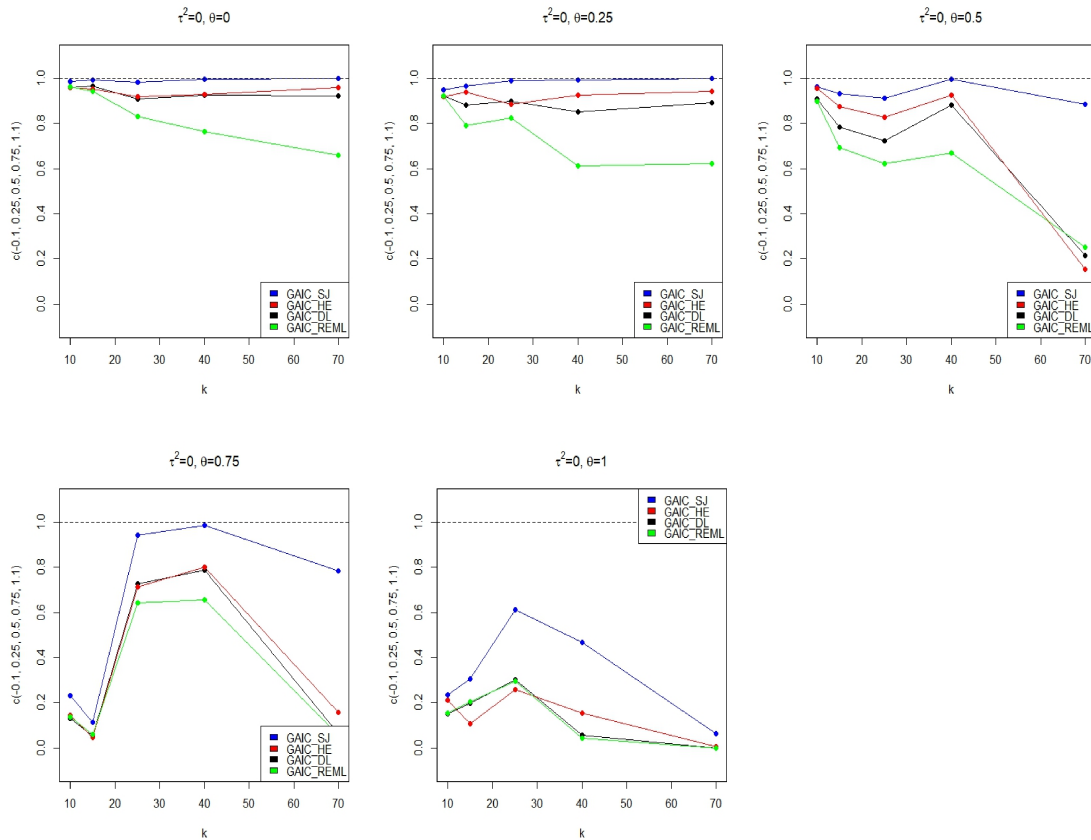 τ²=0, θ=0
c(−0.1, 0.25, 0.5, 0.75, 1.1)
1.0
0.8
0.6
0.4
0.2
0.0
GAIC_SJ
GAIC_HE
GAIC_DL
GAIC_REML
10 20 30 40 50 60 70
k
τ²=0, θ=0.25
c(−0.1, 0.25, 0.5, 0.75, 1.1)
1.0
0.8
0.6
0.4
0.2
0.0
GAIC_SJ
GAIC_HE
GAIC_DL
GAIC_REML
10 20 30 40 50 60 70
k
τ²=0, θ=0.5
c(−0.1, 0.25, 0.5, 0.75, 1.1)
1.0
0.8
0.6
0.4
0.2
0.0
GAIC_SJ
GAIC_HE
GAIC_DL
GAIC_REML
10 20 30 40 50 60 70
k
τ²=0, θ=0.75
c(−0.1, 0.25, 0.5, 0.75, 1.1)
1.0
0.8
0.6
0.4
0.2
0.0
GAIC_SJ
GAIC_HE
GAIC_DL
GAIC_REML
10 20 30 40 50 60 70
k
τ²=0, θ=1
c(−0.1, 0.25, 0.5, 0.75, 1.1)
1.0
0.8
0.6
0.4
0.2
0.0
GAIC_SJ
GAIC_HE
GAIC_DL
GAIC_REML
10 20 30 40 50 60 70
k